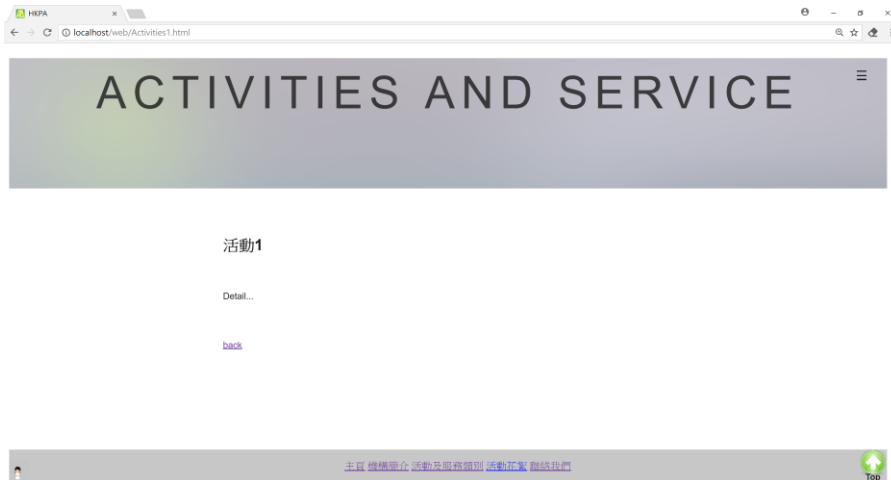 HKPA
localhost/web/Activities1.html
ACTIVITIES AND SERVICE
活動1
Detail...
back
主頁 機構簡介 活動及服務類別 活動花絮 聯絡我們
Top